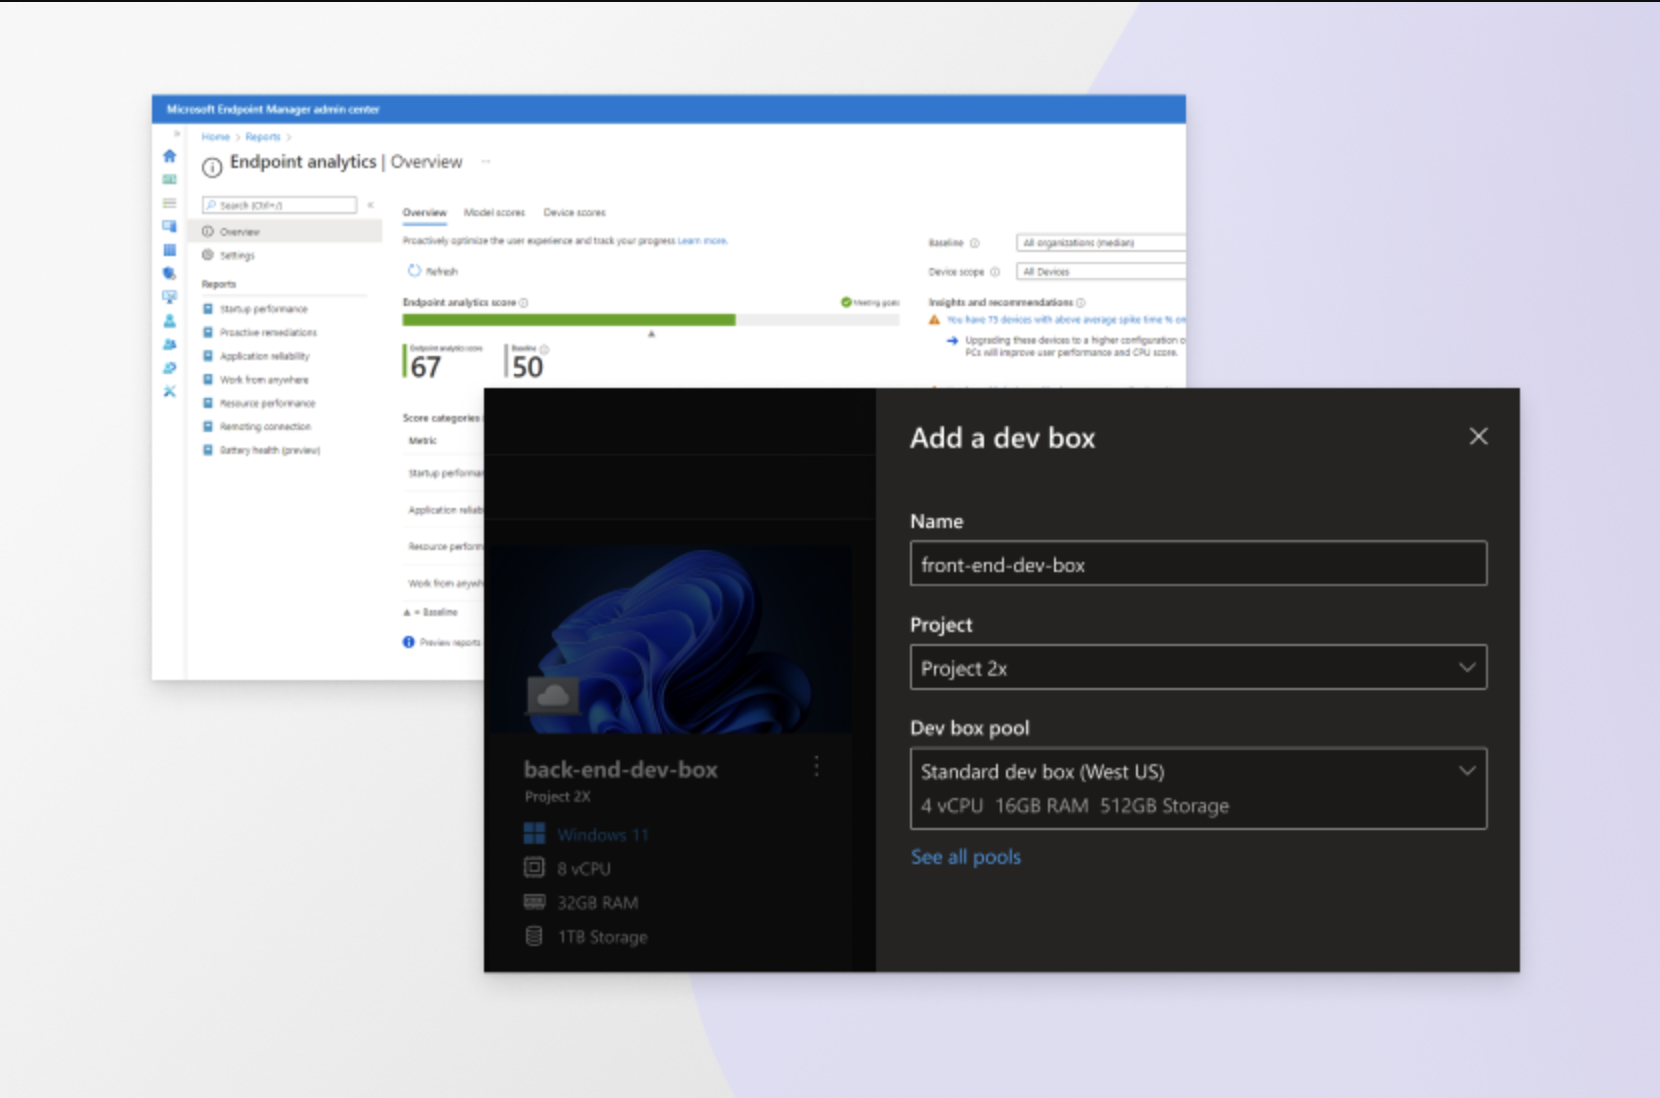 Microsoft Endpoint Manager admin center
Home > Reports >
Endpoint analytics | Overview ...
Search (Ctrl+/)
Overview
Settings
Reports
Startup performance
Proactive remediations
Application reliability
Work from anywhere
Resource performance
Remoting connection
Battery health (preview)
Overview Model scores Device scores
Proactively optimize the user experience and track your progress Learn more.
Refresh
Endpoint analytics score
Meeting goals
Endpoint analytics score
67
Baseline
50
Score categories
Metric
Startup performa
Application reliab
Resource perform
Work from anywh
▲ = Baseline
Preview reports
Baseline
All organizations (median)
Device scope
All Devices
Insights and recommendations
You have 73 devices with above average spike time % on
Upgrading these devices to a higher configuration o
PCs will improve user performance and CPU score.
back-end-dev-box
Project 2X
Windows 11
8 vCPU
32GB RAM
1TB Storage
Add a dev box
Name
front-end-dev-box
Project
Project 2x
Dev box pool
Standard dev box (West US)
4 vCPU 16GB RAM 512GB Storage
See all pools